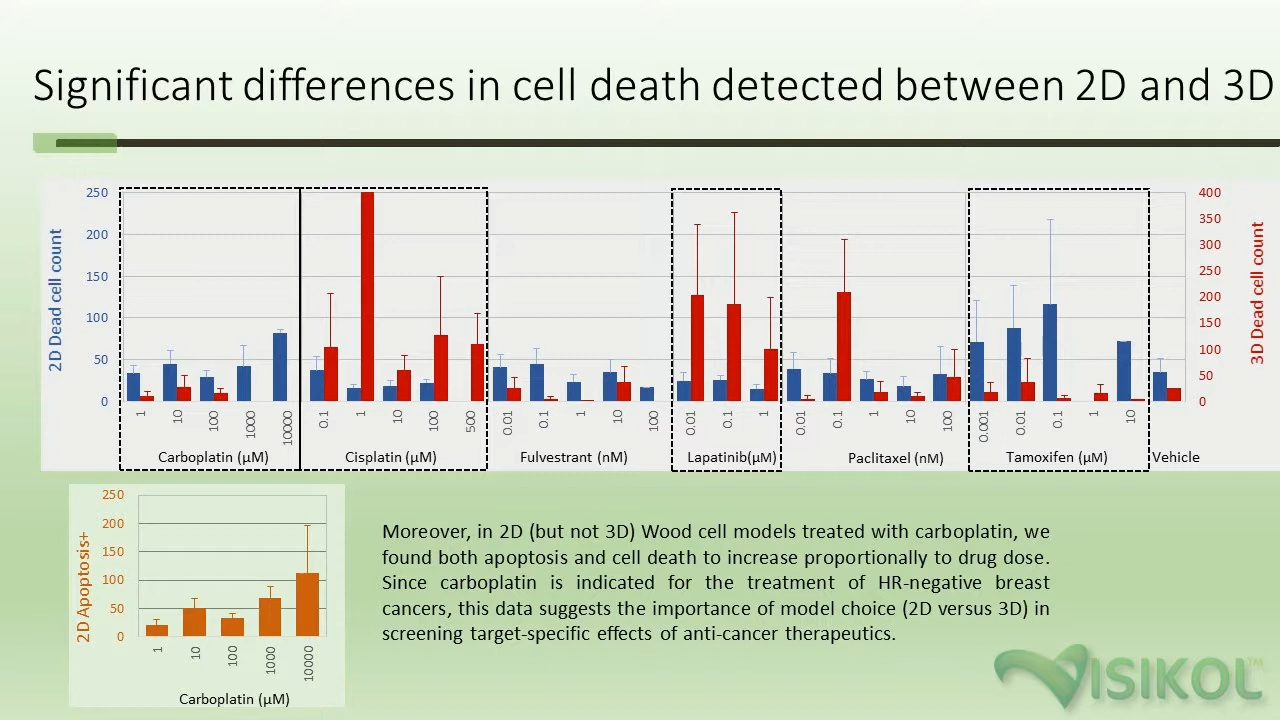 Significant differences in cell death detected between 2D and 3D
2D Dead cell count
250
200
150
100
50
0
400
350
300
250
200
150
100
50
0
3D Dead cell count
1 10 100 1000 10000 0.1 1 10 100 500 0.01 0.1 1 10 100 0.01 0.1 1 0.01 0.1 1 10 100 0.001 0.01 0.1 1 10
Carboplatin (μM) Cisplatin (μM) Fulvestrant (nM) Lapatinib(μM) Paclitaxel (nM) Tamoxifen (μM) Vehicle
2D Apoptosis+
250
200
150
100
50
0
1 10 100 1000 10000
Carboplatin (μM)
Moreover, in 2D (but not 3D) Wood cell models treated with carboplatin, we
found both apoptosis and cell death to increase proportionally to drug dose.
Since carboplatin is indicated for the treatment of HR-negative breast
cancers, this data suggests the importance of model choice (2D versus 3D) in
screening target-specific effects of anti-cancer therapeutics.
VISIKOL™